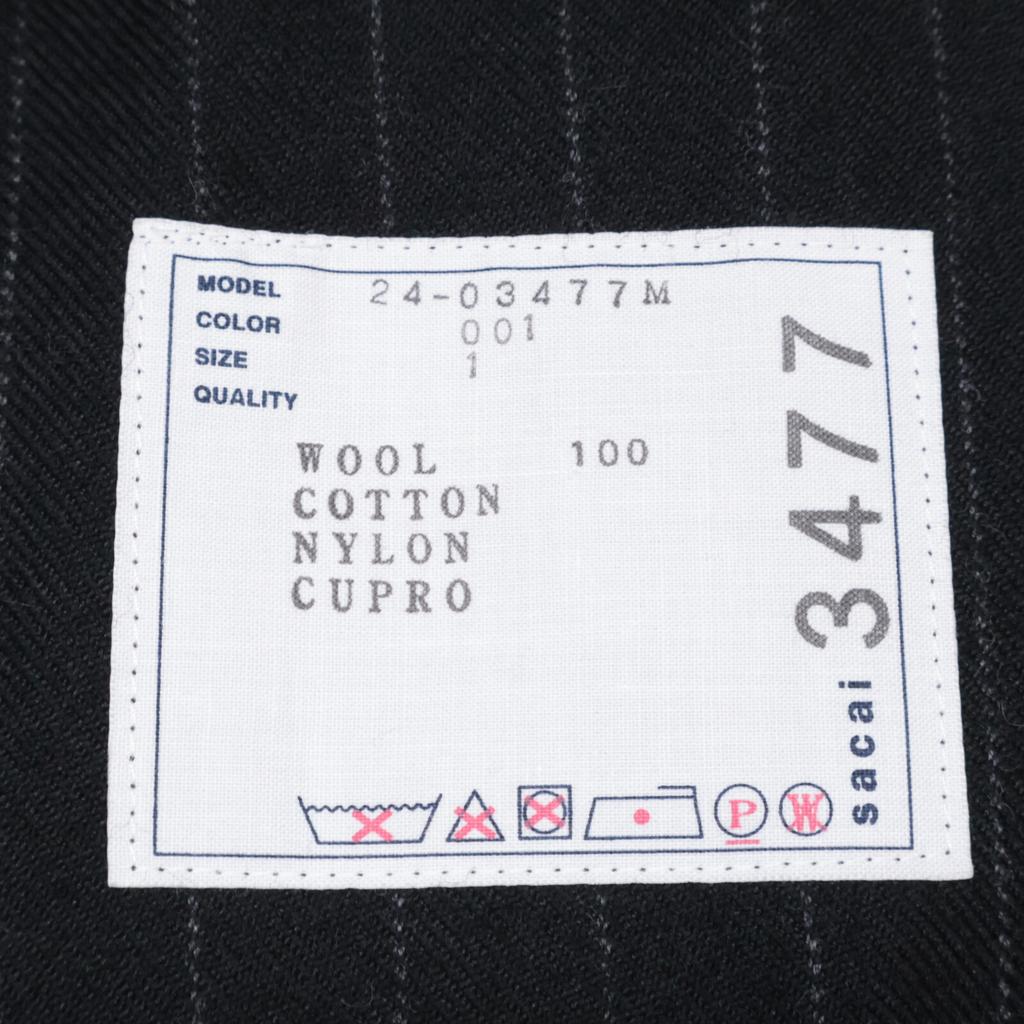 MODEL 24-03477M
COLOR 001
SIZE 1
QUALITY
WOOL 100
COTTON
NYLON
CUPRO
P W
sacai 3477